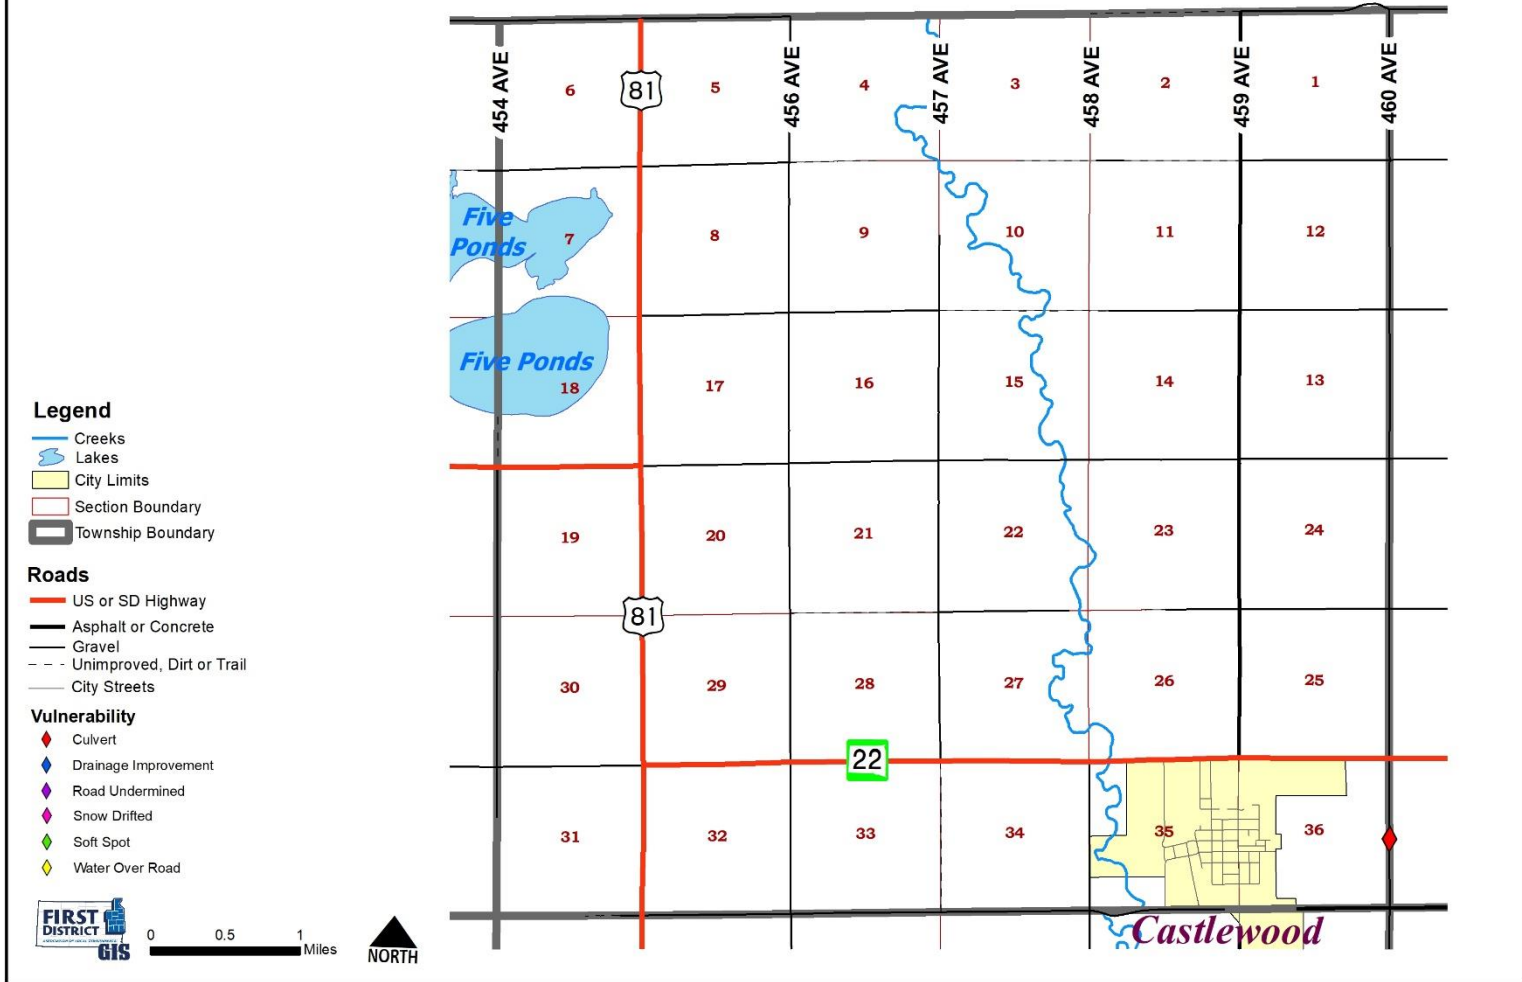 454 AVE
81
456 AVE
457 AVE
458 AVE
459 AVE
460 AVE
6
5
4
3
2
1
Five
Ponds
7
8
9
10
11
12
Five Ponds
18
17
16
15
14
13
19
20
21
22
23
24
81
30
29
28
27
26
25
22
31
32
33
34
35
36
Castlewood
Legend
Creeks
Lakes
City Limits
Section Boundary
Township Boundary
Roads
US or SD Highway
Asphalt or Concrete
Gravel
Unimproved, Dirt or Trail
City Streets
Vulnerability
Culvert
Drainage Improvement
Road Undermined
Snow Drifted
Soft Spot
Water Over Road
FIRST
DISTRICT
GIS
0 0.5 1
Miles
NORTH